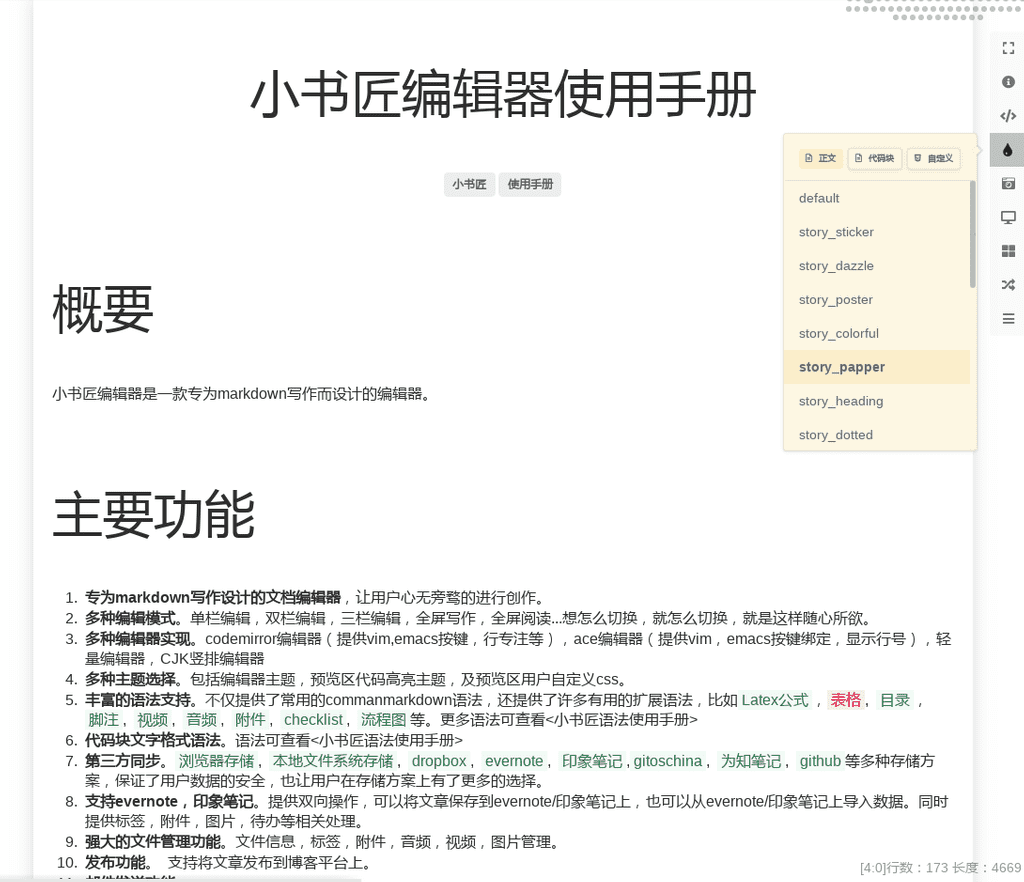 小书匠编辑器使用手册
小书匠 使用手册
正文 代码块 自定义
default
story_sticker
story_dazzle
story_poster
story_colorful
story_papper
story_heading
story_dotted
概要
小书匠编辑器是一款专为markdown写作而设计的编辑器。
主要功能
1. 专为markdown写作设计的文档编辑器，让用户心无旁骛的进行创作。
2. 多种编辑模式。单栏编辑，双栏编辑，三栏编辑，全屏写作，全屏阅读...想怎么切换，就怎么切换，就是这样随心所欲。
3. 多种编辑器实现。codemirror编辑器（提供vim,emacs按键，行专注等），ace编辑器（提供vim，emacs按键绑定，显示行号），轻
量编辑器，CJK竖排编辑器
4. 多种主题选择。包括编辑器主题，预览区代码高亮主题，及预览区用户自定义css。
5. 丰富的语法支持。不仅提供了常用的commanmarkdown语法，还提供了许多有用的扩展语法，比如 Latex公式 ， 表格 ， 目录 ，
脚注 ， 视频 ， 音频 ， 附件 ， checklist ， 流程图 等。更多语法可查看<小书匠语法使用手册>
6. 代码块文字格式语法。语法可查看<小书匠语法使用手册>
7. 第三方同步。 浏览器存储 ， 本地文件系统存储 ， dropbox ， evernote ， 印象笔记 , gitoschina ， 为知笔记 ， github 等多种存储方
案，保证了用户数据的安全，也让用户在存储方案上有了更多的选择。
8. 支持evernote，印象笔记。提供双向操作，可以将文章保存到evernote/印象笔记上，也可以从evernote/印象笔记上导入数据。同时
提供标签，附件，图片，待办等相关处理。
9. 强大的文件管理功能。文件信息，标签，附件，音频，视频，图片管理。
10. 发布功能。 支持将文章发布到博客平台上。
[4:0]行数：173 长度：4669